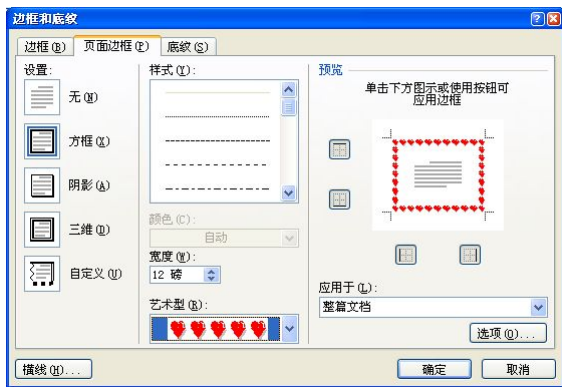 边框和底纹
边框(B) 页面边框(P) 底纹(S)
设置:
无(N)
方框(X)
阴影(A)
三维(D)
自定义(U)
样式(Y):
颜色(C):
自动
宽度(W):
12 磅
艺术型(R):
预览
单击下方图示或使用按钮可
应用边框
应用于(L):
整篇文档
选项(O)...
横线(H)...
确定 取消